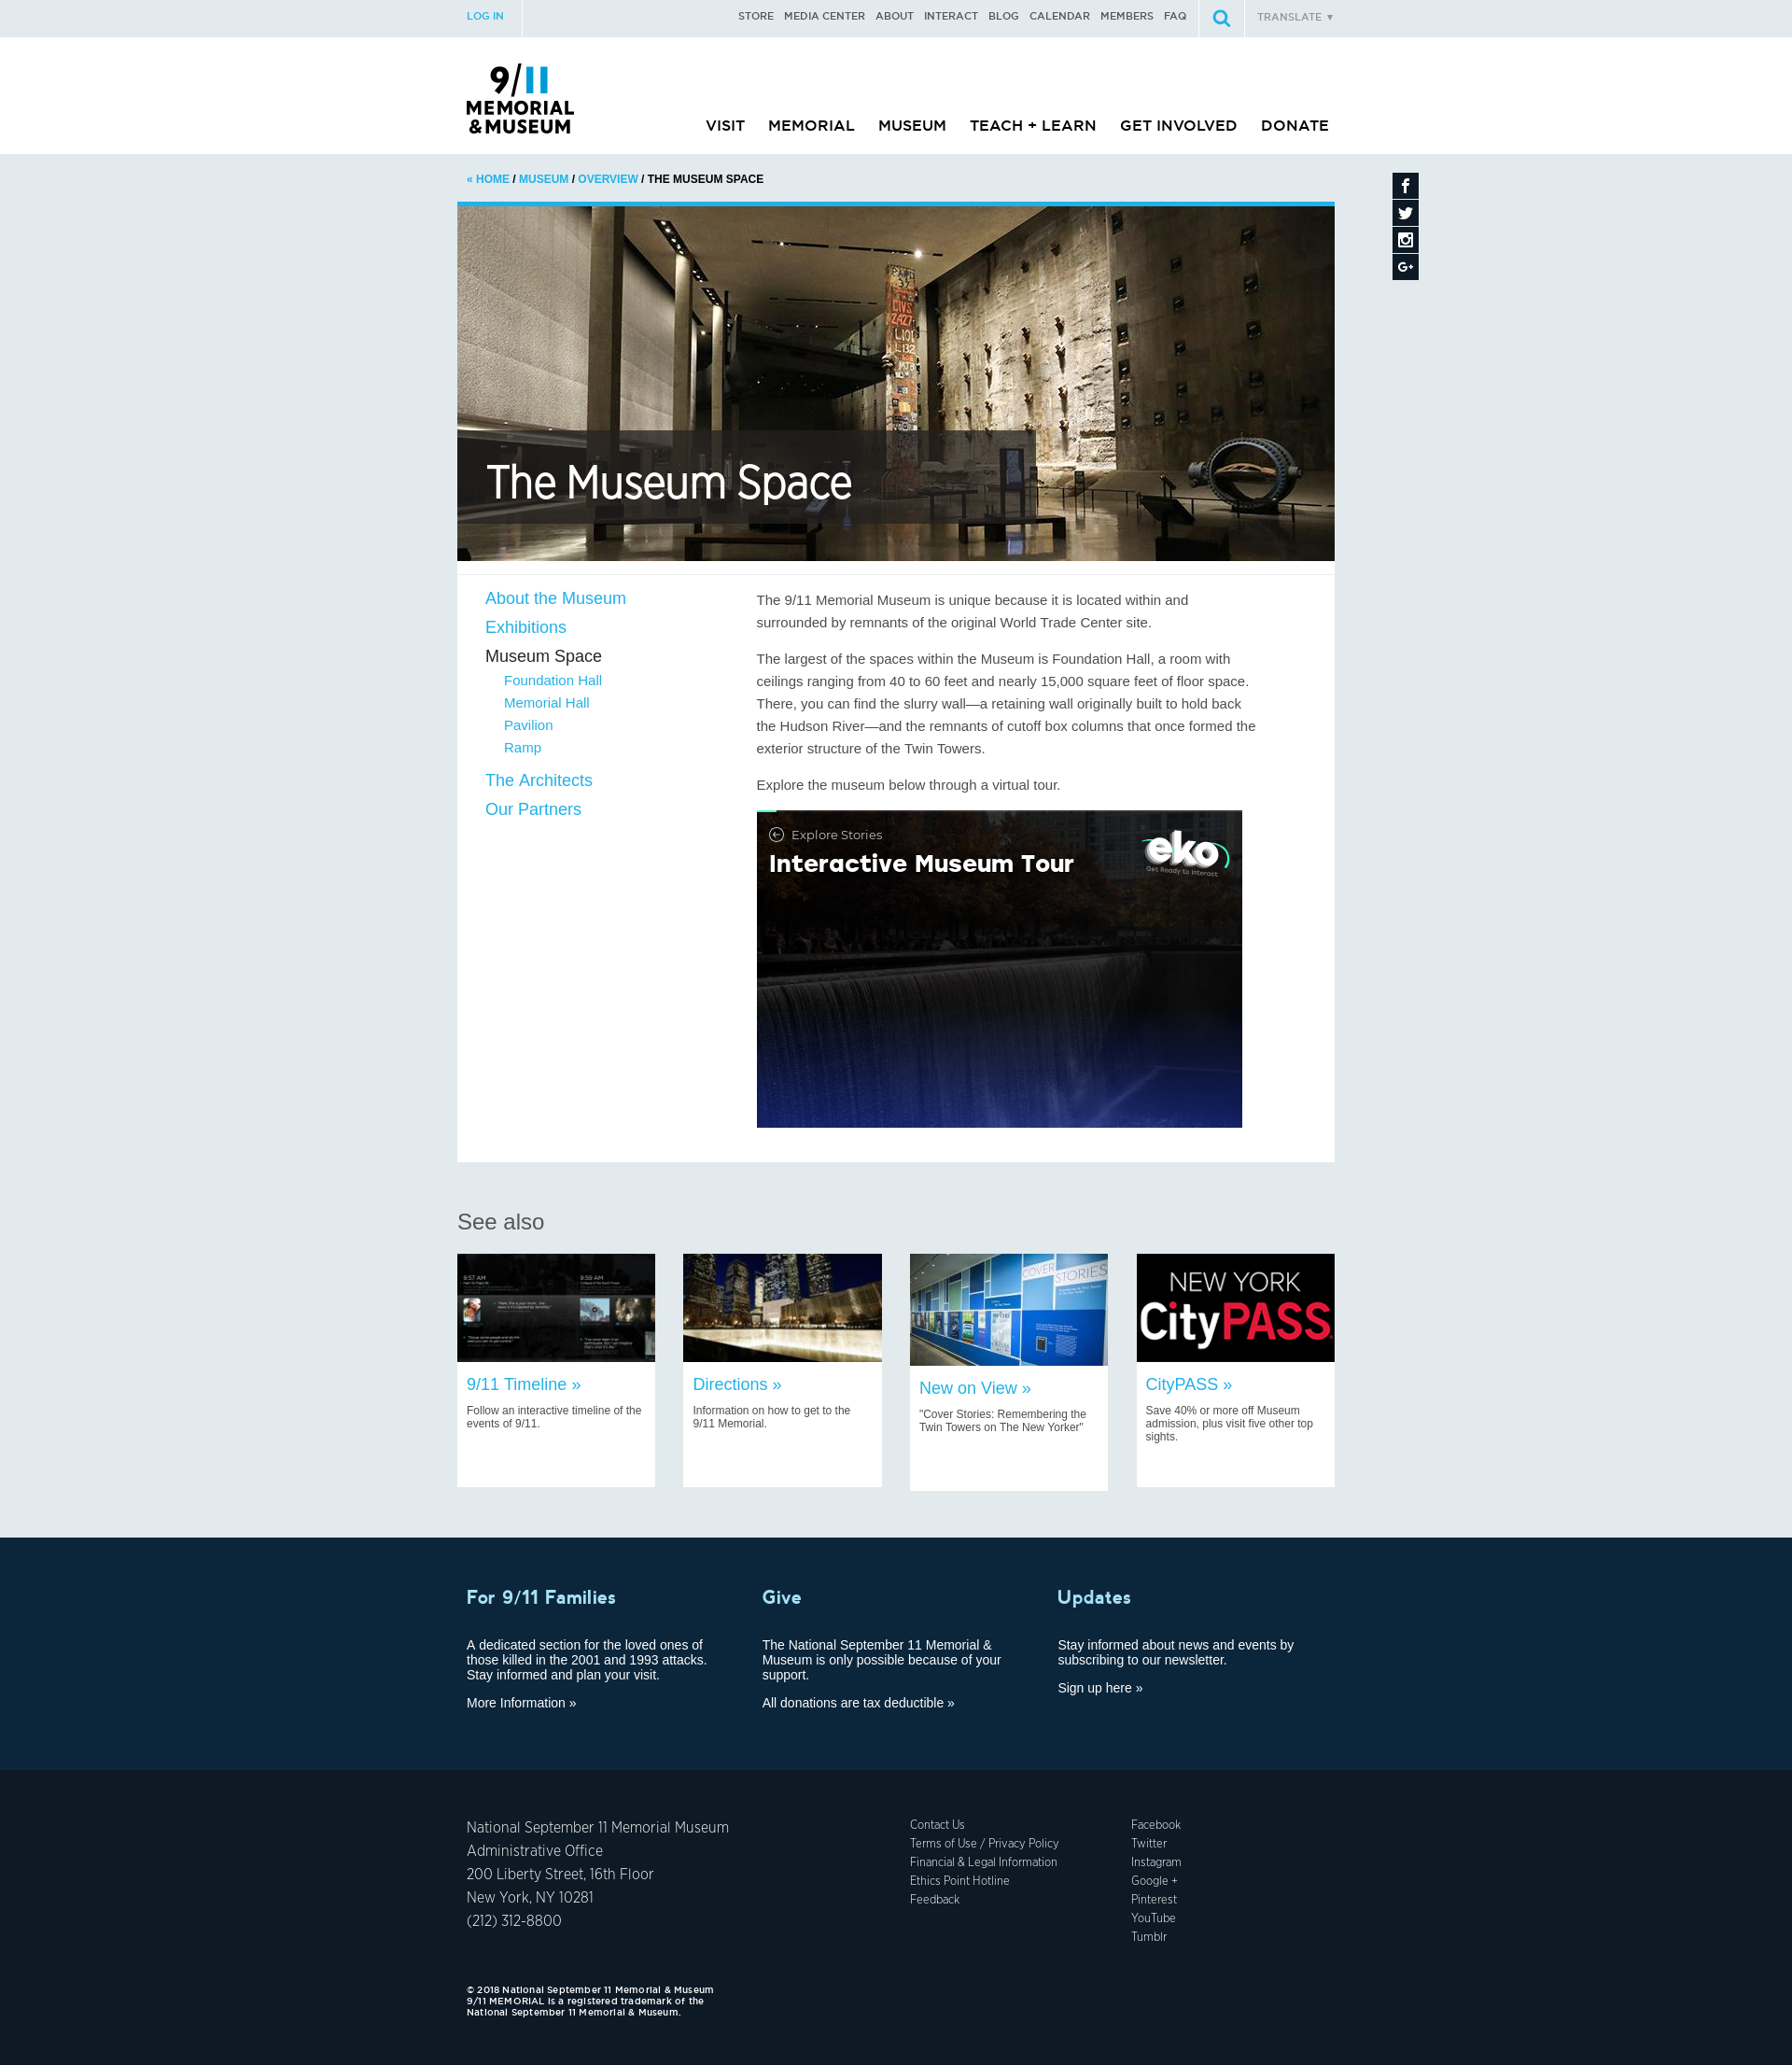 LOG IN
STORE MEDIA CENTER ABOUT INTERACT BLOG CALENDAR MEMBERS FAQ
TRANSLATE ▼
9/11
MEMORIAL
&MUSEUM
VISIT MEMORIAL MUSEUM TEACH + LEARN GET INVOLVED DONATE
« HOME / MUSEUM / OVERVIEW / THE MUSEUM SPACE
PAPD
37
CIVS
2427
L101
L132
The Museum Space
About the Museum
Exhibitions
Museum Space
Foundation Hall
Memorial Hall
Pavilion
Ramp
The Architects
Our Partners
The 9/11 Memorial Museum is unique because it is located within and
surrounded by remnants of the original World Trade Center site.
The largest of the spaces within the Museum is Foundation Hall, a room with
ceilings ranging from 40 to 60 feet and nearly 15,000 square feet of floor space.
There, you can find the slurry wall—a retaining wall originally built to hold back
the Hudson River—and the remnants of cutoff box columns that once formed the
exterior structure of the Twin Towers.
Explore the museum below through a virtual tour.
Explore Stories
Interactive Museum Tour
eko
Get Ready to Interact
See also
9:57 AM
9:59 AM
COVER STORIES
NEW YORK
CityPASS
9/11 Timeline »
Follow an interactive timeline of the
events of 9/11.
Directions »
Information on how to get to the
9/11 Memorial.
New on View »
"Cover Stories: Remembering the
Twin Towers on The New Yorker"
CityPASS »
Save 40% or more off Museum
admission, plus visit five other top
sights.
For 9/11 Families
A dedicated section for the loved ones of
those killed in the 2001 and 1993 attacks.
Stay informed and plan your visit.
More Information »
Give
The National September 11 Memorial &
Museum is only possible because of your
support.
All donations are tax deductible »
Updates
Stay informed about news and events by
subscribing to our newsletter.
Sign up here »
National September 11 Memorial Museum
Administrative Office
200 Liberty Street, 16th Floor
New York, NY 10281
(212) 312-8800
Contact Us
Terms of Use / Privacy Policy
Financial & Legal Information
Ethics Point Hotline
Feedback
Facebook
Twitter
Instagram
Google +
Pinterest
YouTube
Tumblr
© 2018 National September 11 Memorial & Museum
9/11 MEMORIAL is a registered trademark of the
National September 11 Memorial & Museum.